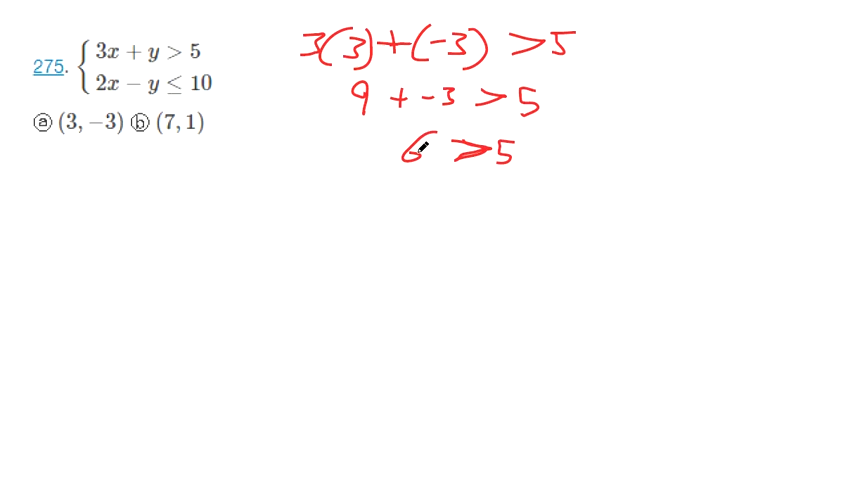 3(3)+(-3) >5
275. { 3x + y > 5
2x − y ≤ 10
9 + -3 > 5
ⓐ (3, −3) ⓑ (7, 1)
6 >5